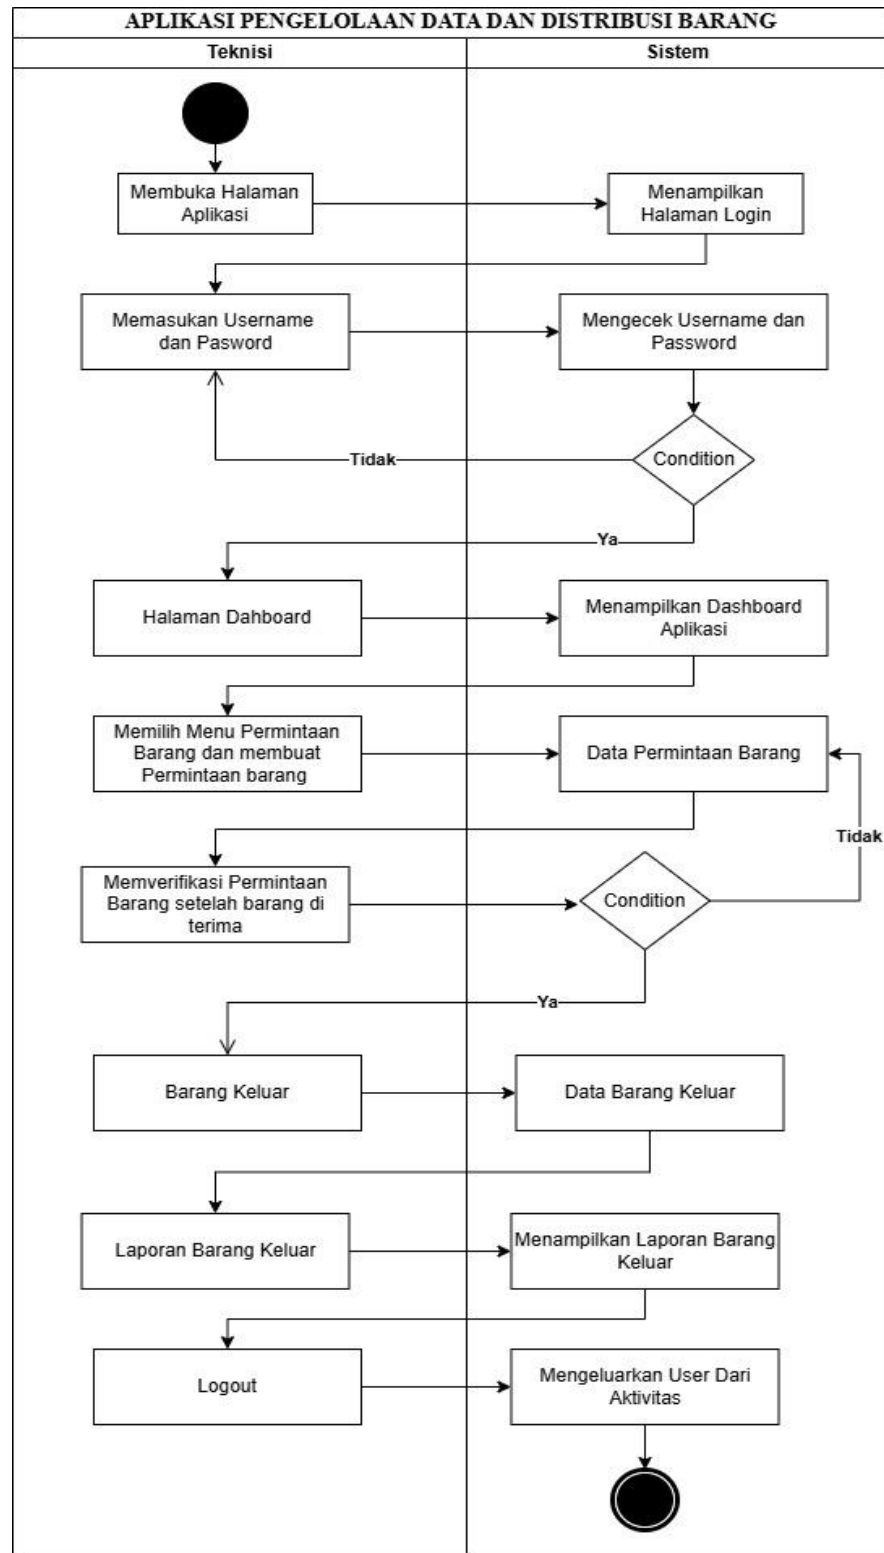 APLIKASI PENGELOLAAN DATA DAN DISTRIBUSI BARANG
Teknisi
Sistem
Membuka Halaman
Aplikasi
Menampilkan
Halaman Login
Memasukan Username
dan Pasword
Mengecek Username dan
Password
Condition
Tidak
Ya
Halaman Dahboard
Menampilkan Dashboard
Aplikasi
Memilih Menu Permintaan
Barang dan membuat
Permintaan barang
Data Permintaan Barang
Tidak
Memverifikasi Permintaan
Barang setelah barang di
terima
Condition
Ya
Barang Keluar
Data Barang Keluar
Laporan Barang Keluar
Menampilkan Laporan Barang
Keluar
Logout
Mengeluarkan User Dari
Aktivitas